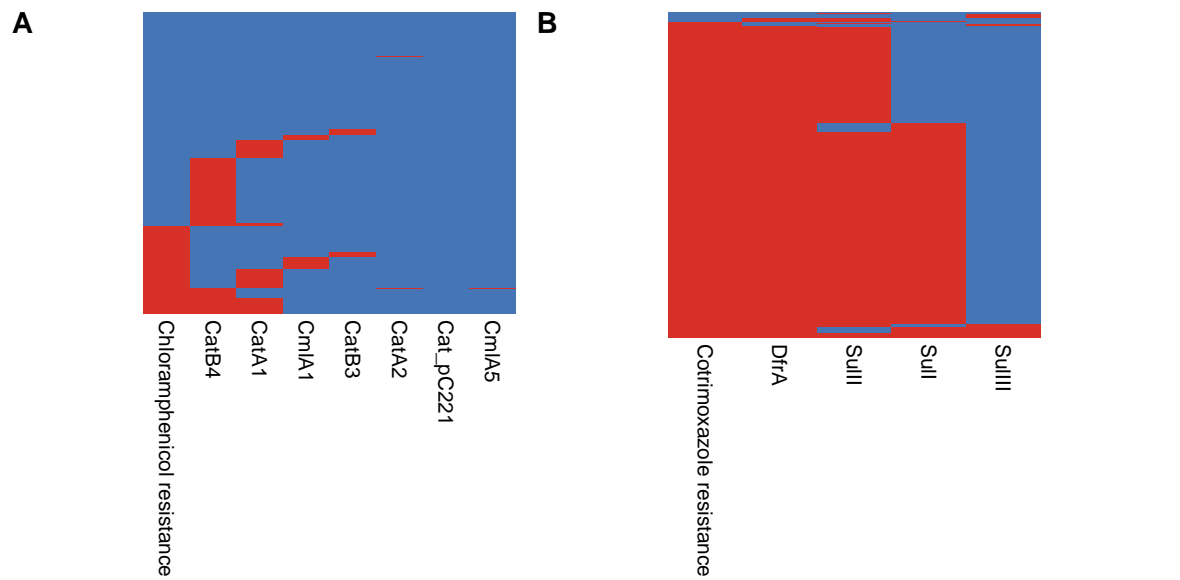 A
B
Chloramphenicol resistance
CatB4
CatA1
CmlA1
CatB3
CatA2
Cat_pC221
CmlA5
Cotrimoxazole resistance
DfrA
SulII
SulI
SulIII